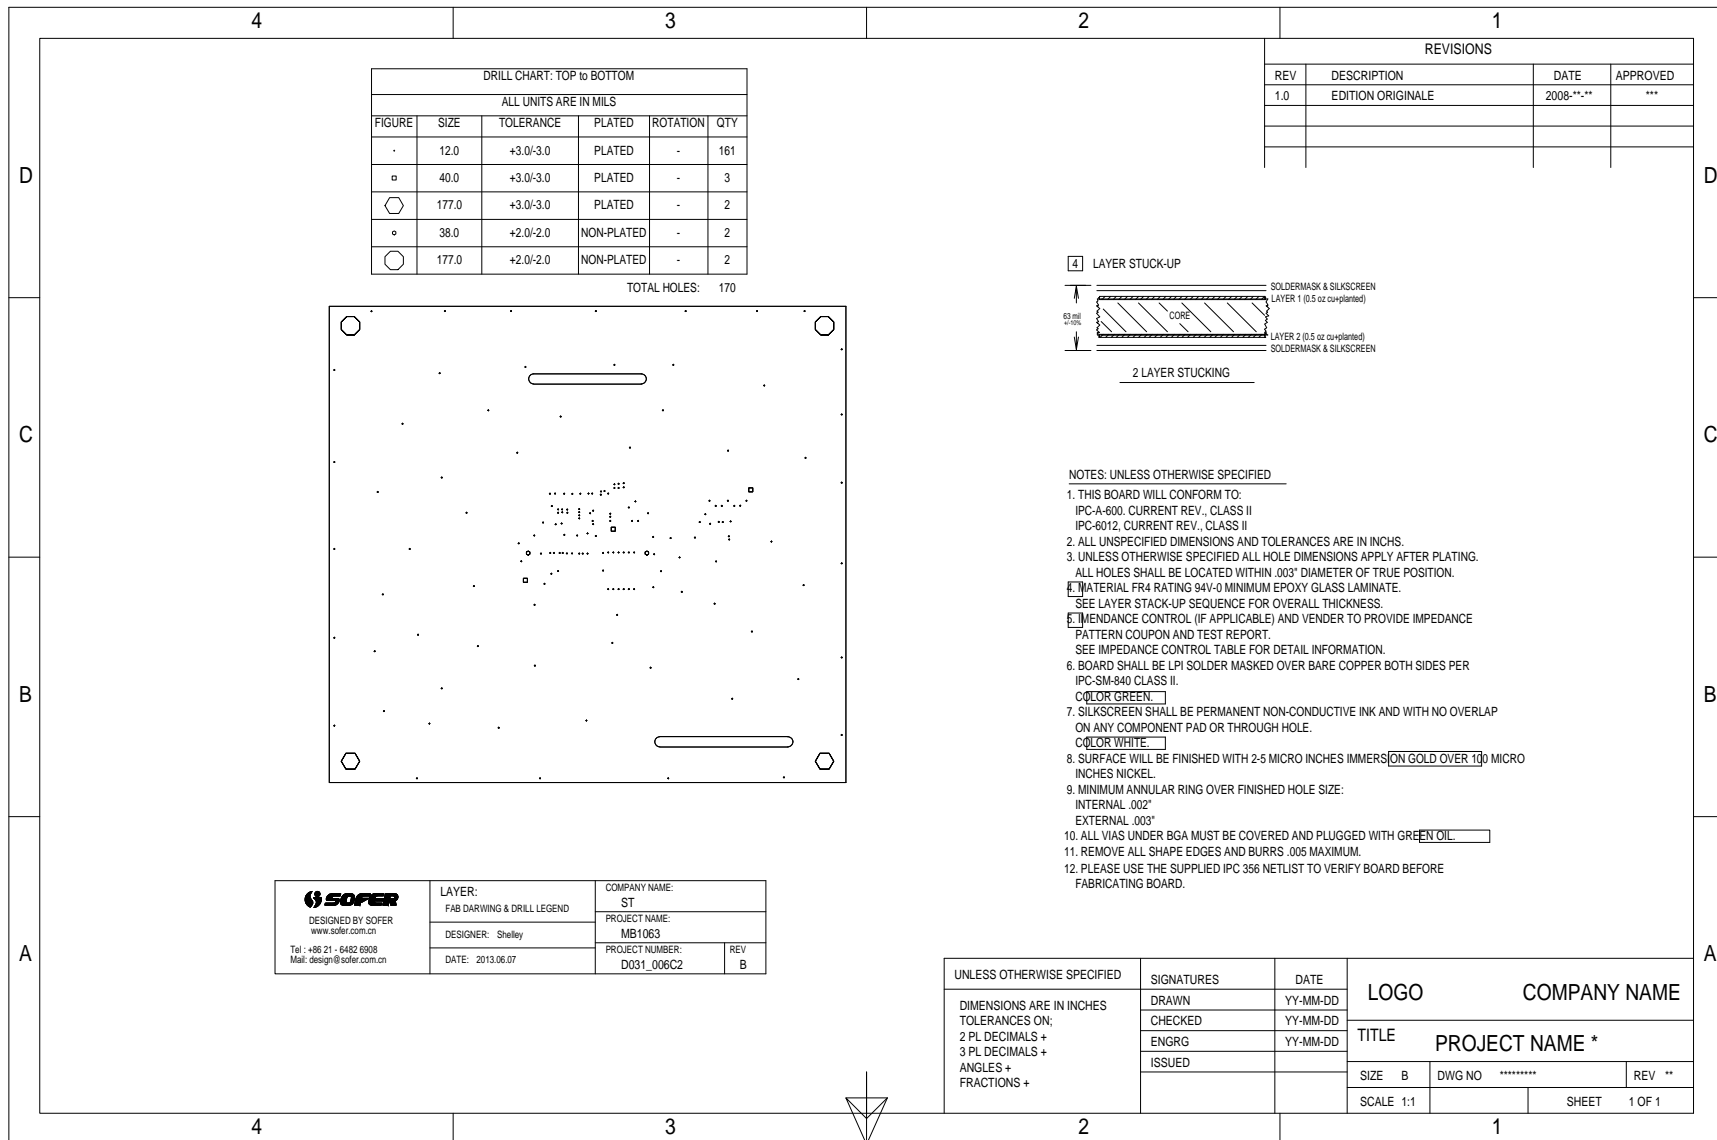 4 3 2 1
REVISIONS
REV DESCRIPTION DATE APPROVED
1.0 EDITION ORIGINALE 2008-**-** ***
DRILL CHART: TOP to BOTTOM
ALL UNITS ARE IN MILS
FIGURE SIZE TOLERANCE PLATED ROTATION QTY
12.0 +3.0/-3.0 PLATED - 161
40.0 +3.0/-3.0 PLATED - 3
177.0 +3.0/-3.0 PLATED - 2
38.0 +2.0/-2.0 NON-PLATED - 2
177.0 +2.0/-2.0 NON-PLATED - 2
TOTAL HOLES: 170
D D
4 LAYER STUCK-UP
SOLDERMASK & SILKSCREEN
LAYER 1 (0.5 oz cu+planted)
63 mil
+/-10%
CORE
LAYER 2 (0.5 oz cu+planted)
SOLDERMASK & SILKSCREEN
2 LAYER STUCKING
C C
NOTES: UNLESS OTHERWISE SPECIFIED
1. THIS BOARD WILL CONFORM TO:
IPC-A-600. CURRENT REV., CLASS II
IPC-6012, CURRENT REV., CLASS II
2. ALL UNSPECIFIED DIMENSIONS AND TOLERANCES ARE IN INCHS.
3. UNLESS OTHERWISE SPECIFIED ALL HOLE DIMENSIONS APPLY AFTER PLATING.
ALL HOLES SHALL BE LOCATED WITHIN .003" DIAMETER OF TRUE POSITION.
4. MATERIAL FR4 RATING 94V-0 MINIMUM EPOXY GLASS LAMINATE.
SEE LAYER STACK-UP SEQUENCE FOR OVERALL THICKNESS.
5. IMENDANCE CONTROL (IF APPLICABLE) AND VENDER TO PROVIDE IMPEDANCE
PATTERN COUPON AND TEST REPORT.
SEE IMPEDANCE CONTROL TABLE FOR DETAIL INFORMATION.
6. BOARD SHALL BE LPI SOLDER MASKED OVER BARE COPPER BOTH SIDES PER
IPC-SM-840 CLASS II.
COLOR GREEN.
7. SILKSCREEN SHALL BE PERMANENT NON-CONDUCTIVE INK AND WITH NO OVERLAP
ON ANY COMPONENT PAD OR THROUGH HOLE.
COLOR WHITE.
8. SURFACE WILL BE FINISHED WITH 2-5 MICRO INCHES IMMERSION GOLD OVER 100 MICRO
INCHES NICKEL.
9. MINIMUM ANNULAR RING OVER FINISHED HOLE SIZE:
INTERNAL .002"
EXTERNAL .003"
10. ALL VIAS UNDER BGA MUST BE COVERED AND PLUGGED WITH GREEN OIL.
11. REMOVE ALL SHAPE EDGES AND BURRS .005 MAXIMUM.
12. PLEASE USE THE SUPPLIED IPC 356 NETLIST TO VERIFY BOARD BEFORE
FABRICATING BOARD.
B B
SOFER
DESIGNED BY SOFER
www.sofer.com.cn
Tel : +86 21 - 6482 6908
Mail: design@sofer.com.cn
LAYER:
FAB DARWING & DRILL LEGEND
DESIGNER: Shelley
DATE: 2013.06.07
COMPANY NAME:
ST
PROJECT NAME:
MB1063
PROJECT NUMBER:
D031_006C2
REV
B
A A
UNLESS OTHERWISE SPECIFIED
DIMENSIONS ARE IN INCHES
TOLERANCES ON;
2 PL DECIMALS +
3 PL DECIMALS +
ANGLES +
FRACTIONS +
SIGNATURES DATE
DRAWN YY-MM-DD
CHECKED YY-MM-DD
ENGRG YY-MM-DD
ISSUED
LOGO COMPANY NAME
TITLE PROJECT NAME *
SIZE B DWG NO ********* REV **
SCALE 1:1 SHEET 1 OF 1
4 3 2 1